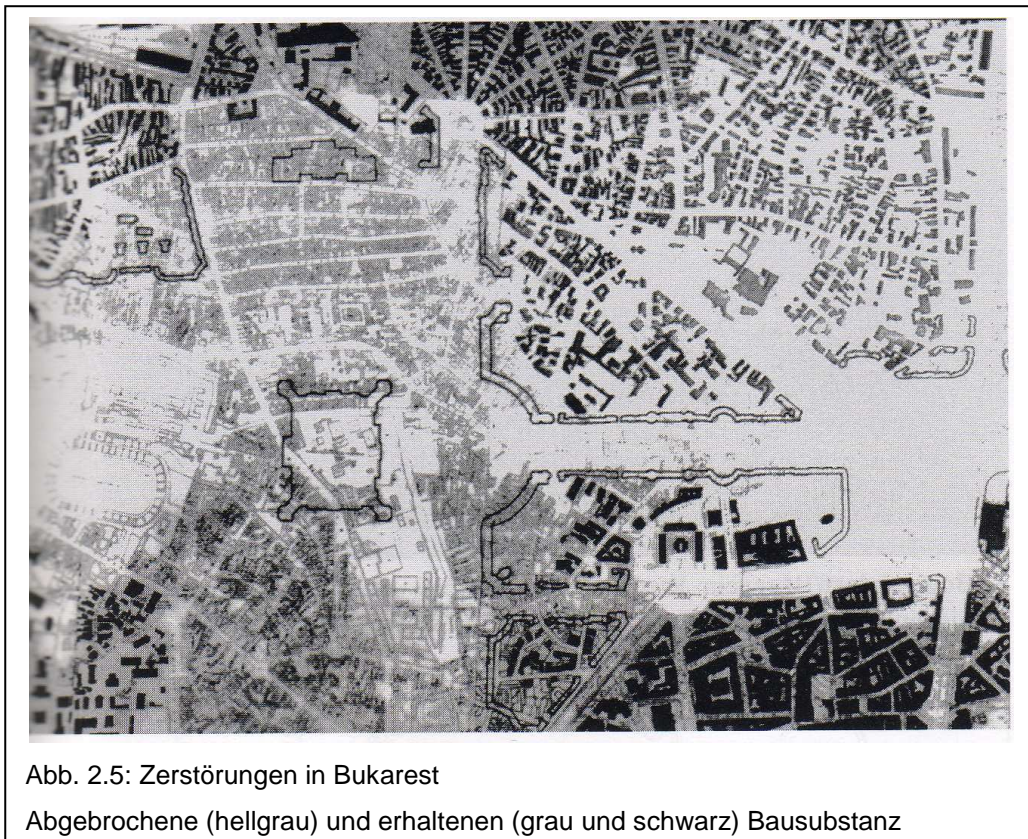 Abb. 2.5: Zerstörungen in Bukarest
Abgebrochene (hellgrau) und erhaltenen (grau und schwarz) Bausubstanz